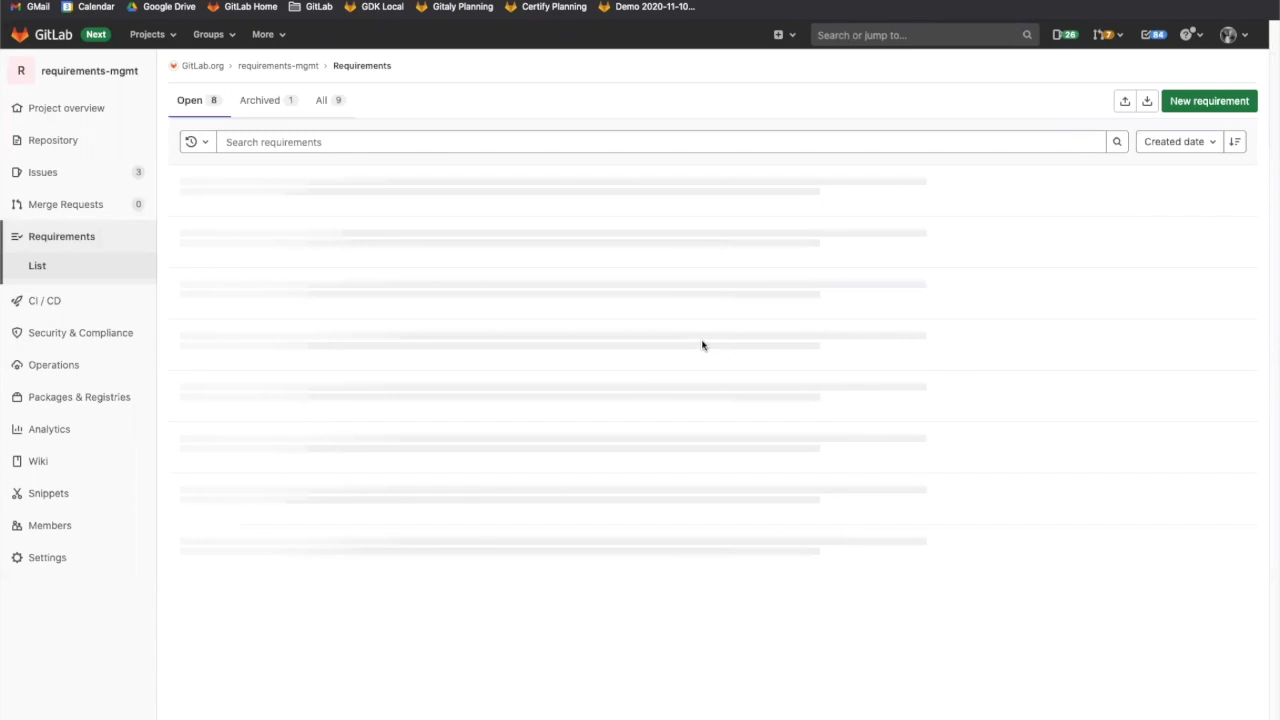 GMail Calendar Google Drive GitLab Home GitLab GDK Local Gitaly Planning Certify Planning Demo 2020-11-10...
GitLab Next Projects Groups More Search or jump to... 26 7 84
R requirements-mgmt
GitLab.org › requirements-mgmt › Requirements
Open 8 Archived 1 All 9 New requirement
Search requirements Created date
Project overview
Repository
Issues 3
Merge Requests 0
Requirements
List
CI / CD
Security & Compliance
Operations
Packages & Registries
Analytics
Wiki
Snippets
Members
Settings